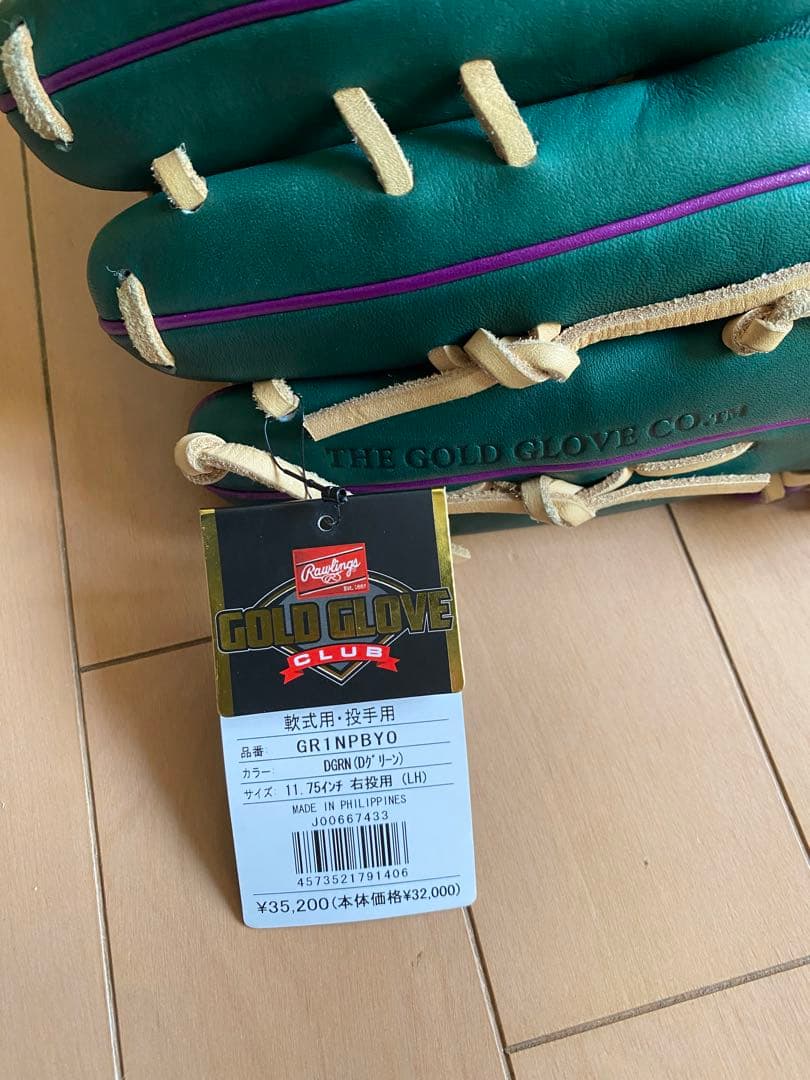 THE GOLD GLOVE CO.™
Rawlings
R
Est. 1887
GOLD GLOVE
CLUB
軟式用・投手用
品番: GR1NPBYO
カラー: DGRN(Dグリーン)
サイズ: 11.75インチ 右投用 (LH)
MADE IN PHILIPPINES
J00667433
4573521791406
¥35,200(本体価格¥32,000)